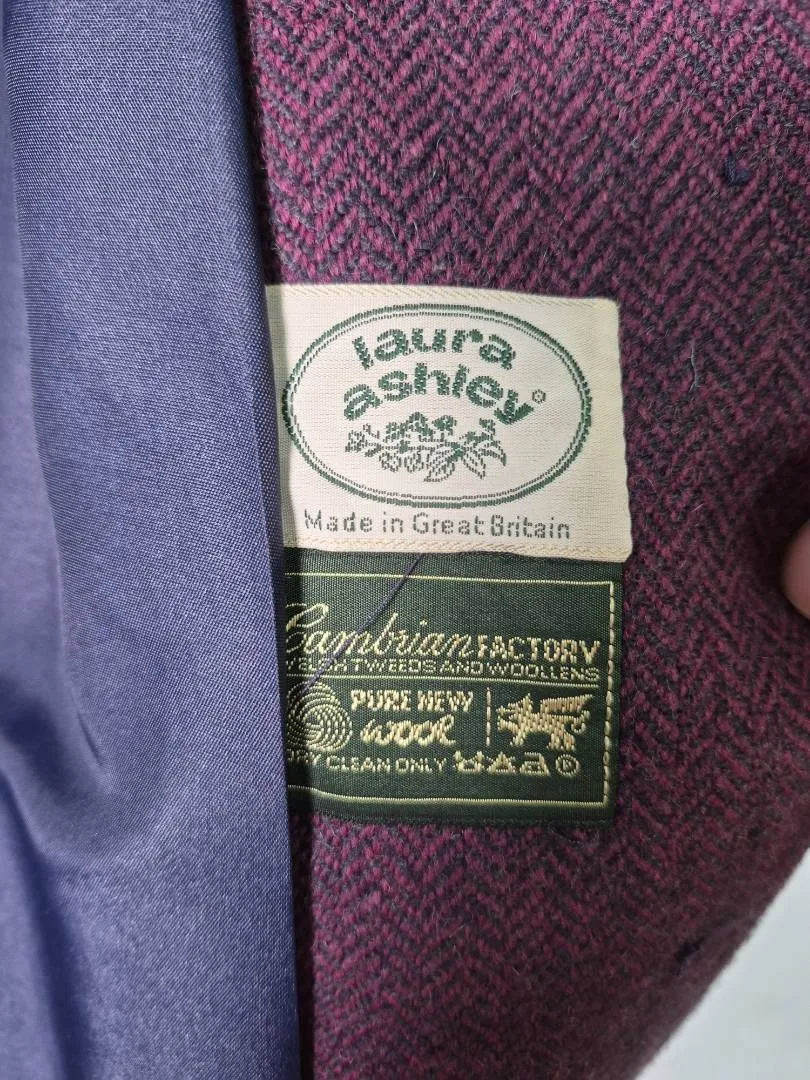 laura
ashley
Made in Great Britain
Cambrian FACTORY
WELSH TWEEDS AND WOOLLENS
PURE NEW
WOOL
DRY CLEAN ONLY P